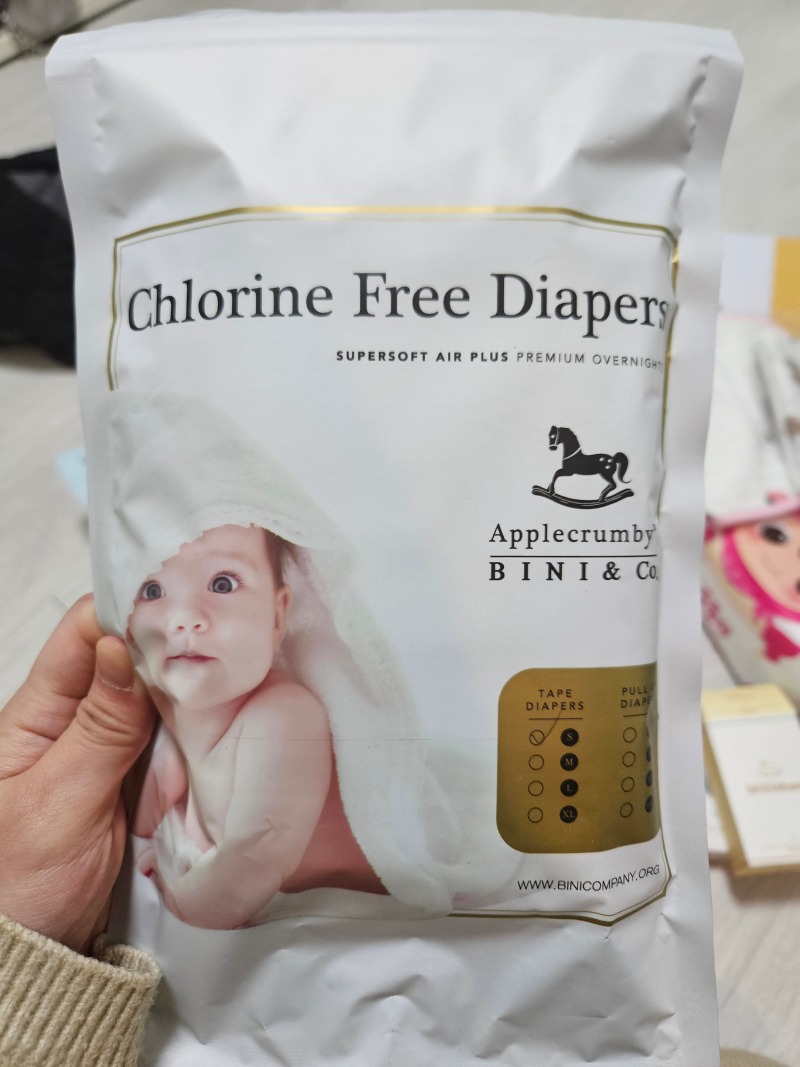 Chlorine Free Diapers
SUPERSOFT AIR PLUS PREMIUM OVERNIGHT
Applecrumby
BINI & Co.
TAPE DIAPERS
S
M
L
XL
WWW.BINICOMPANY.ORG